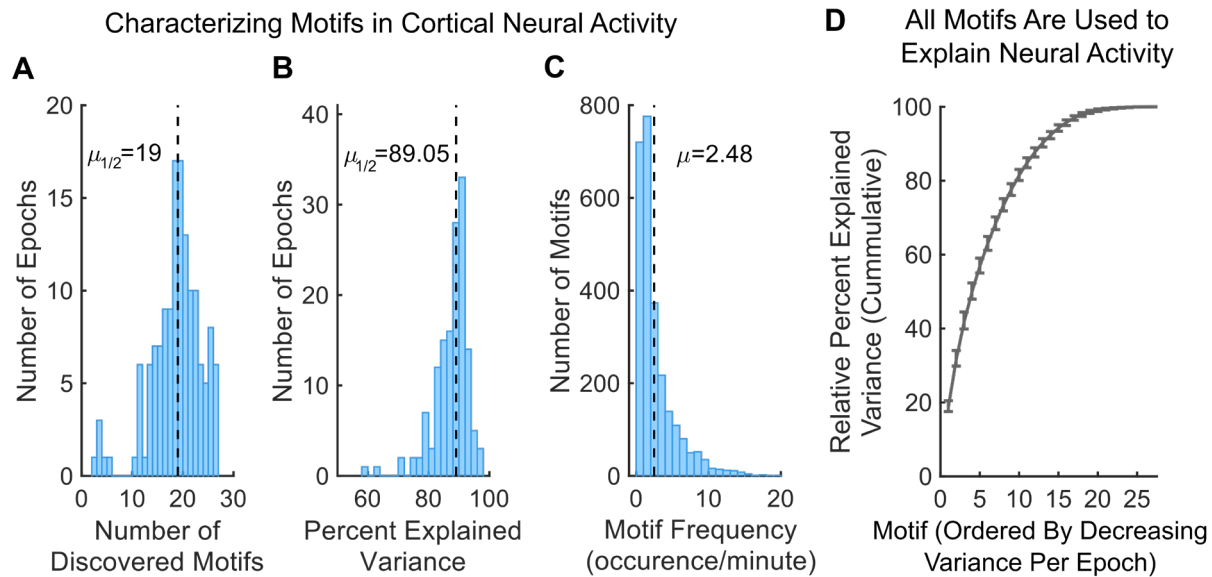 Characterizing Motifs in Cortical Neural Activity
A
μ1/2=19
20
15
10
5
0
0
10
20
30
Number of Epochs
Number of
Discovered Motifs
B
μ1/2=89.05
40
30
20
10
0
60
80
100
Number of Epochs
Percent Explained
Variance
C
μ=2.48
800
600
400
200
0
0
10
20
Number of Motifs
Motif Frequency
(occurence/minute)
D
All Motifs Are Used to
Explain Neural Activity
100
80
60
40
20
0
0
5
10
15
20
25
Relative Percent Explained
Variance (Cummulative)
Motif (Ordered By Decreasing
Variance Per Epoch)